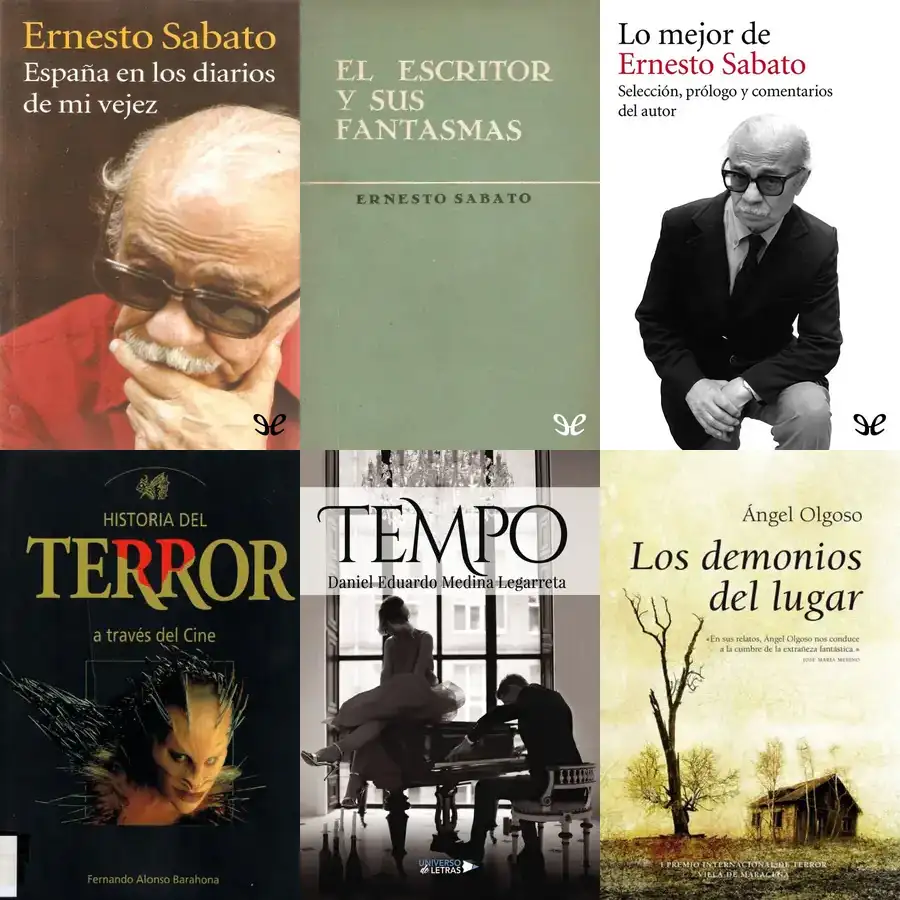 Ernesto Sabato
España en los diarios
de mi vejez
EL ESCRITOR
Y SUS
FANTASMAS
ERNESTO SABATO
Lo mejor de
Ernesto Sabato
Selección, prólogo y comentarios
del autor
HISTORIA DEL
TERROR
a través del Cine
Fernando Alonso Barahona
TEMPO
Daniel Eduardo Medina Legarreta
UNIVERSO
de LETRAS
Ángel Olgoso
Los demonios
del lugar
«En sus relatos, Ángel Olgoso nos conduce
a la cumbre de la extrañeza fantástica.»
JOSÉ MARÍA MERINO
I PREMIO INTERNACIONAL DE TERROR
VILLA DE MARACENA